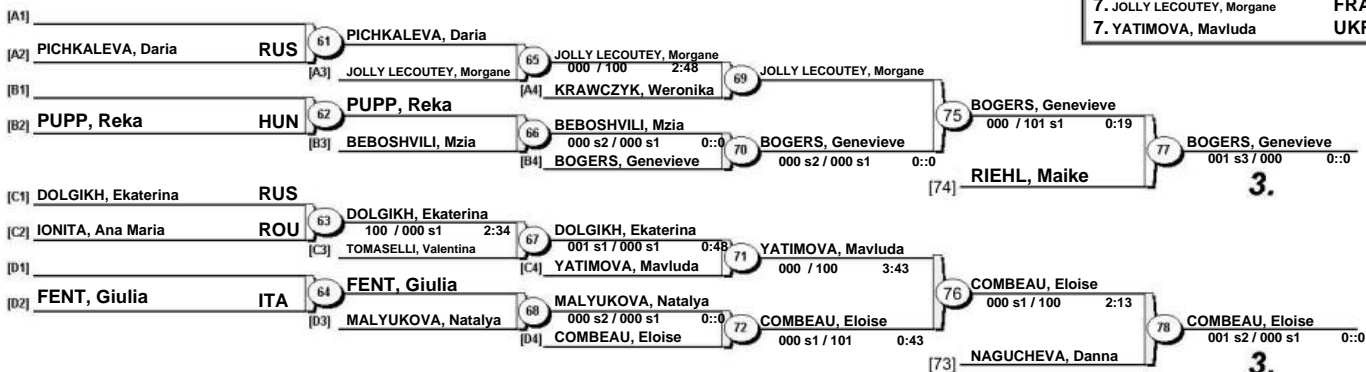 7. JOLLY LECOUTEY, Morgane FRA
7. YATIMOVA, Mavluda UKR
[A1]
[A2] PICHKALEVA, Daria RUS
61 PICHKALEVA, Daria
[A3] JOLLY LECOUTEY, Morgane
65 JOLLY LECOUTEY, Morgane
000 / 100 2:48
[A4] KRAWCZYK, Weronika
69 JOLLY LECOUTEY, Morgane
[B1]
[B2] PUPP, Reka HUN
62 PUPP, Reka
[B3] BEBOSHVILI, Mzia
66 BEBOSHVILI, Mzia
000 s2 / 000 s1 0::0
[B4] BOGERS, Genevieve
70 BOGERS, Genevieve
000 s2 / 000 s1 0::0
75 BOGERS, Genevieve
000 / 101 s1 0:19
[74] RIEHL, Maike
77 BOGERS, Genevieve
001 s3 / 000 0::0
3.
[C1] DOLGIKH, Ekaterina RUS
[C2] IONITA, Ana Maria ROU
63 DOLGIKH, Ekaterina
100 / 000 s1 2:34
[C3] TOMASELLI, Valentina
67 DOLGIKH, Ekaterina
001 s1 / 000 s1 0:48
[C4] YATIMOVA, Mavluda
71 YATIMOVA, Mavluda
000 / 100 3:43
[D1]
[D2] FENT, Giulia ITA
64 FENT, Giulia
[D3] MALYUKOVA, Natalya
68 MALYUKOVA, Natalya
000 s2 / 000 s1 0::0
[D4] COMBEAU, Eloise
72 COMBEAU, Eloise
000 s1 / 101 0:43
76 COMBEAU, Eloise
000 s1 / 100 2:13
[73] NAGUCHEVA, Danna
78 COMBEAU, Eloise
001 s2 / 000 s1 0::0
3.